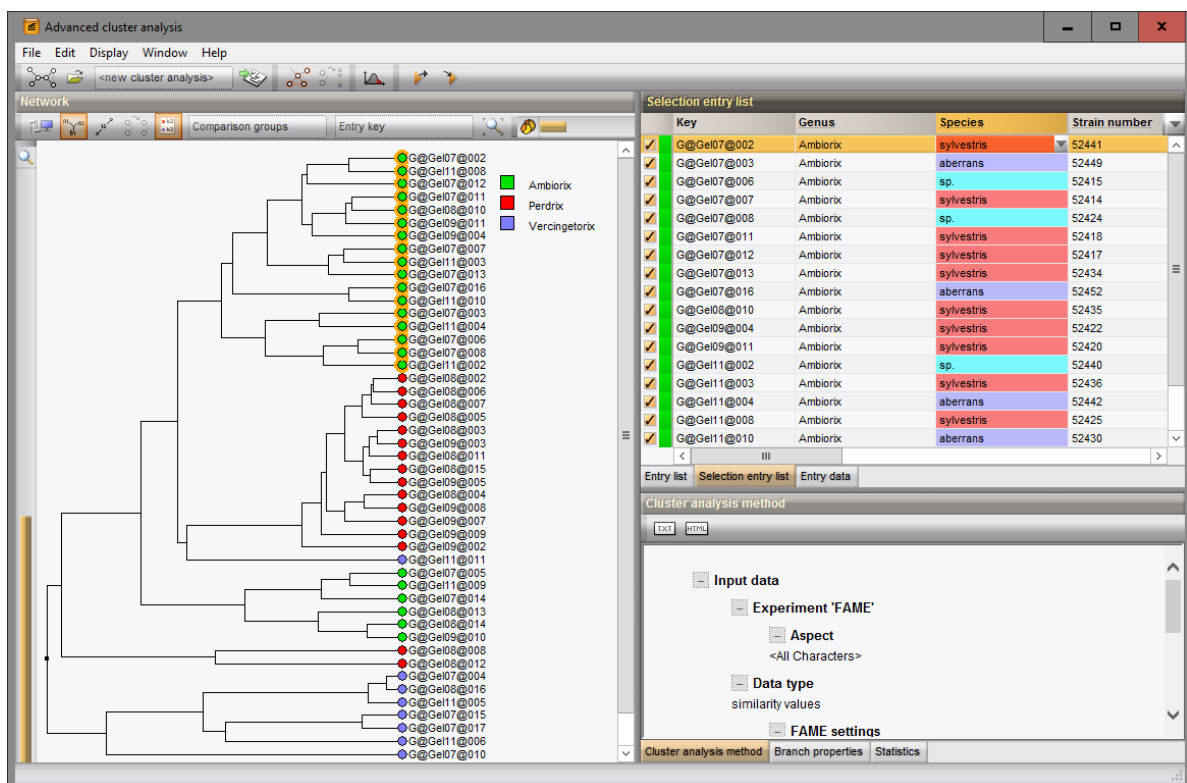 Advanced cluster analysis
File Edit Display Window Help
<new cluster analysis>
Network
Comparison groups
Entry key
G@Gel07@002
G@Gel11@008
G@Gel07@012
G@Gel07@011
G@Gel08@010
G@Gel09@011
G@Gel09@004
G@Gel07@007
G@Gel11@003
G@Gel07@013
G@Gel07@016
G@Gel11@010
G@Gel07@003
G@Gel11@004
G@Gel07@006
G@Gel07@008
G@Gel11@002
G@Gel08@002
G@Gel08@006
G@Gel08@007
G@Gel08@005
G@Gel08@003
G@Gel09@003
G@Gel08@011
G@Gel08@015
G@Gel09@005
G@Gel08@004
G@Gel09@008
G@Gel09@007
G@Gel09@009
G@Gel09@002
G@Gel11@011
G@Gel07@005
G@Gel11@009
G@Gel07@014
G@Gel08@013
G@Gel08@014
G@Gel09@010
G@Gel08@008
G@Gel08@012
G@Gel07@004
G@Gel08@016
G@Gel11@005
G@Gel07@015
G@Gel07@017
G@Gel11@006
G@Gel07@010
Ambiorix
Perdrix
Vercingetorix
Selection entry list
Key Genus Species Strain number
G@Gel07@002 Ambiorix sylvestris 52441
G@Gel07@003 Ambiorix aberrans 52449
G@Gel07@006 Ambiorix sp. 52415
G@Gel07@007 Ambiorix sylvestris 52414
G@Gel07@008 Ambiorix sp. 52424
G@Gel07@011 Ambiorix sylvestris 52418
G@Gel07@012 Ambiorix sylvestris 52417
G@Gel07@013 Ambiorix sylvestris 52434
G@Gel07@016 Ambiorix aberrans 52452
G@Gel08@010 Ambiorix sylvestris 52435
G@Gel09@004 Ambiorix sylvestris 52422
G@Gel09@011 Ambiorix sylvestris 52420
G@Gel11@002 Ambiorix sp. 52440
G@Gel11@003 Ambiorix sylvestris 52436
G@Gel11@004 Ambiorix aberrans 52442
G@Gel11@008 Ambiorix sylvestris 52425
G@Gel11@010 Ambiorix aberrans 52430
Entry list Selection entry list Entry data
Cluster analysis method
TXT HTML
Input data
Experiment 'FAME'
Aspect
<All Characters>
Data type
similarity values
FAME settings
Cluster analysis method Branch properties Statistics